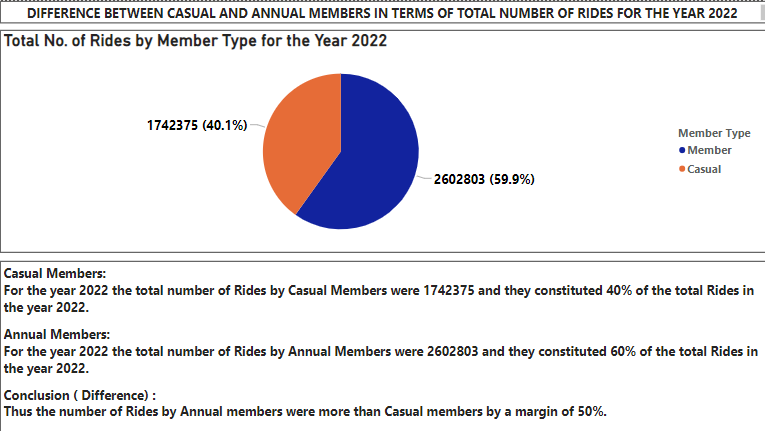 DIFFERENCE BETWEEN CASUAL AND ANNUAL MEMBERS IN TERMS OF TOTAL NUMBER OF RIDES FOR THE YEAR 2022
Total No. of Rides by Member Type for the Year 2022
1742375 (40.1%)
2602803 (59.9%)
Member Type
Member
Casual
Casual Members:
For the year 2022 the total number of Rides by Casual Members were 1742375 and they constituted 40% of the total Rides in
the year 2022.
Annual Members:
For the year 2022 the total number of Rides by Annual Members were 2602803 and they constituted 60% of the total Rides in
the year 2022.
Conclusion ( Difference) :
Thus the number of Rides by Annual members were more than Casual members by a margin of 50%.